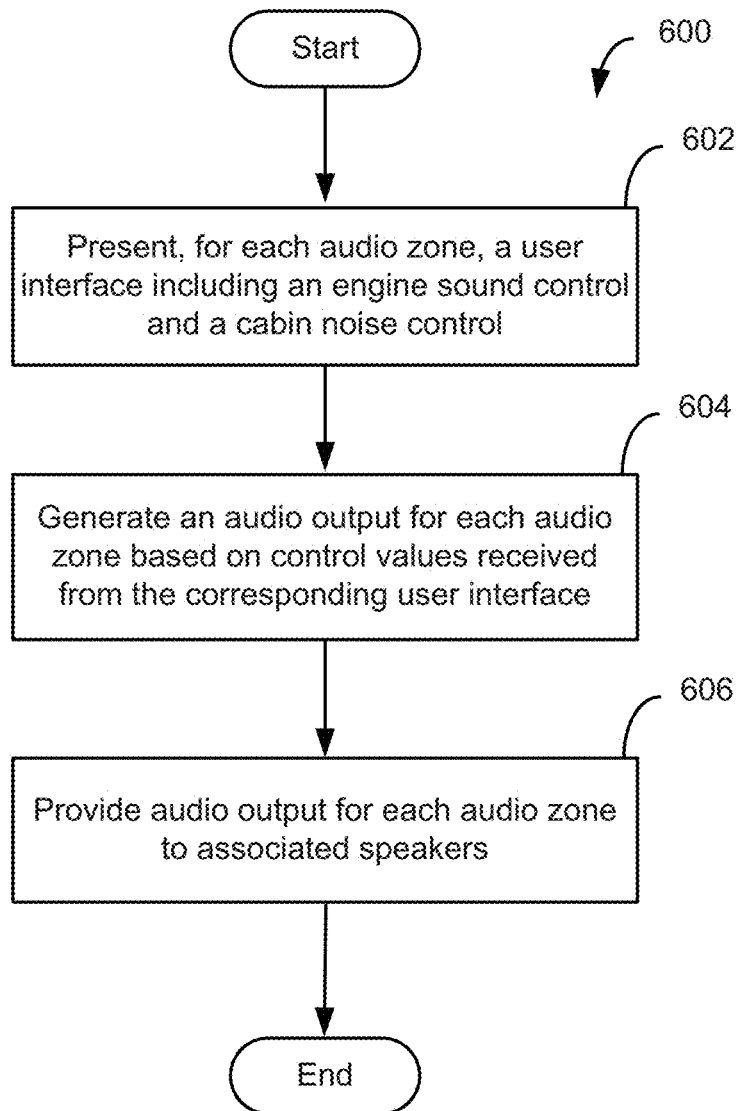 Start
600
602
Present, for each audio zone, a user
interface including an engine sound control
and a cabin noise control
604
Generate an audio output for each audio
zone based on control values received
from the corresponding user interface
606
Provide audio output for each audio zone
to associated speakers
End